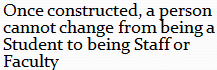 Once constructed, a person
cannot change from being a
Student to being Staff or
Faculty